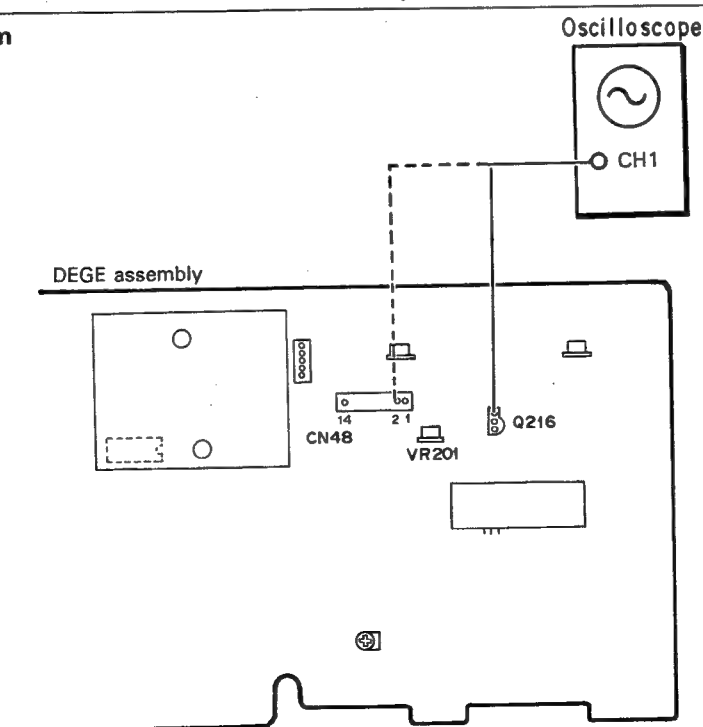 m
Oscilloscope
CH1
DEGE assembly
14
2 1
CN48
VR201
Q216